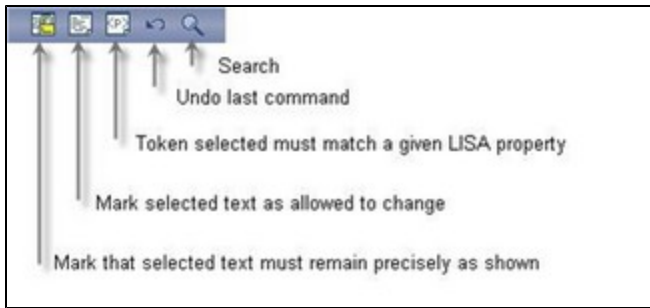 Search
Undo last command
Token selected must match a given LISA property
Mark selected text as allowed to change
Mark that selected text must remain precisely as shown